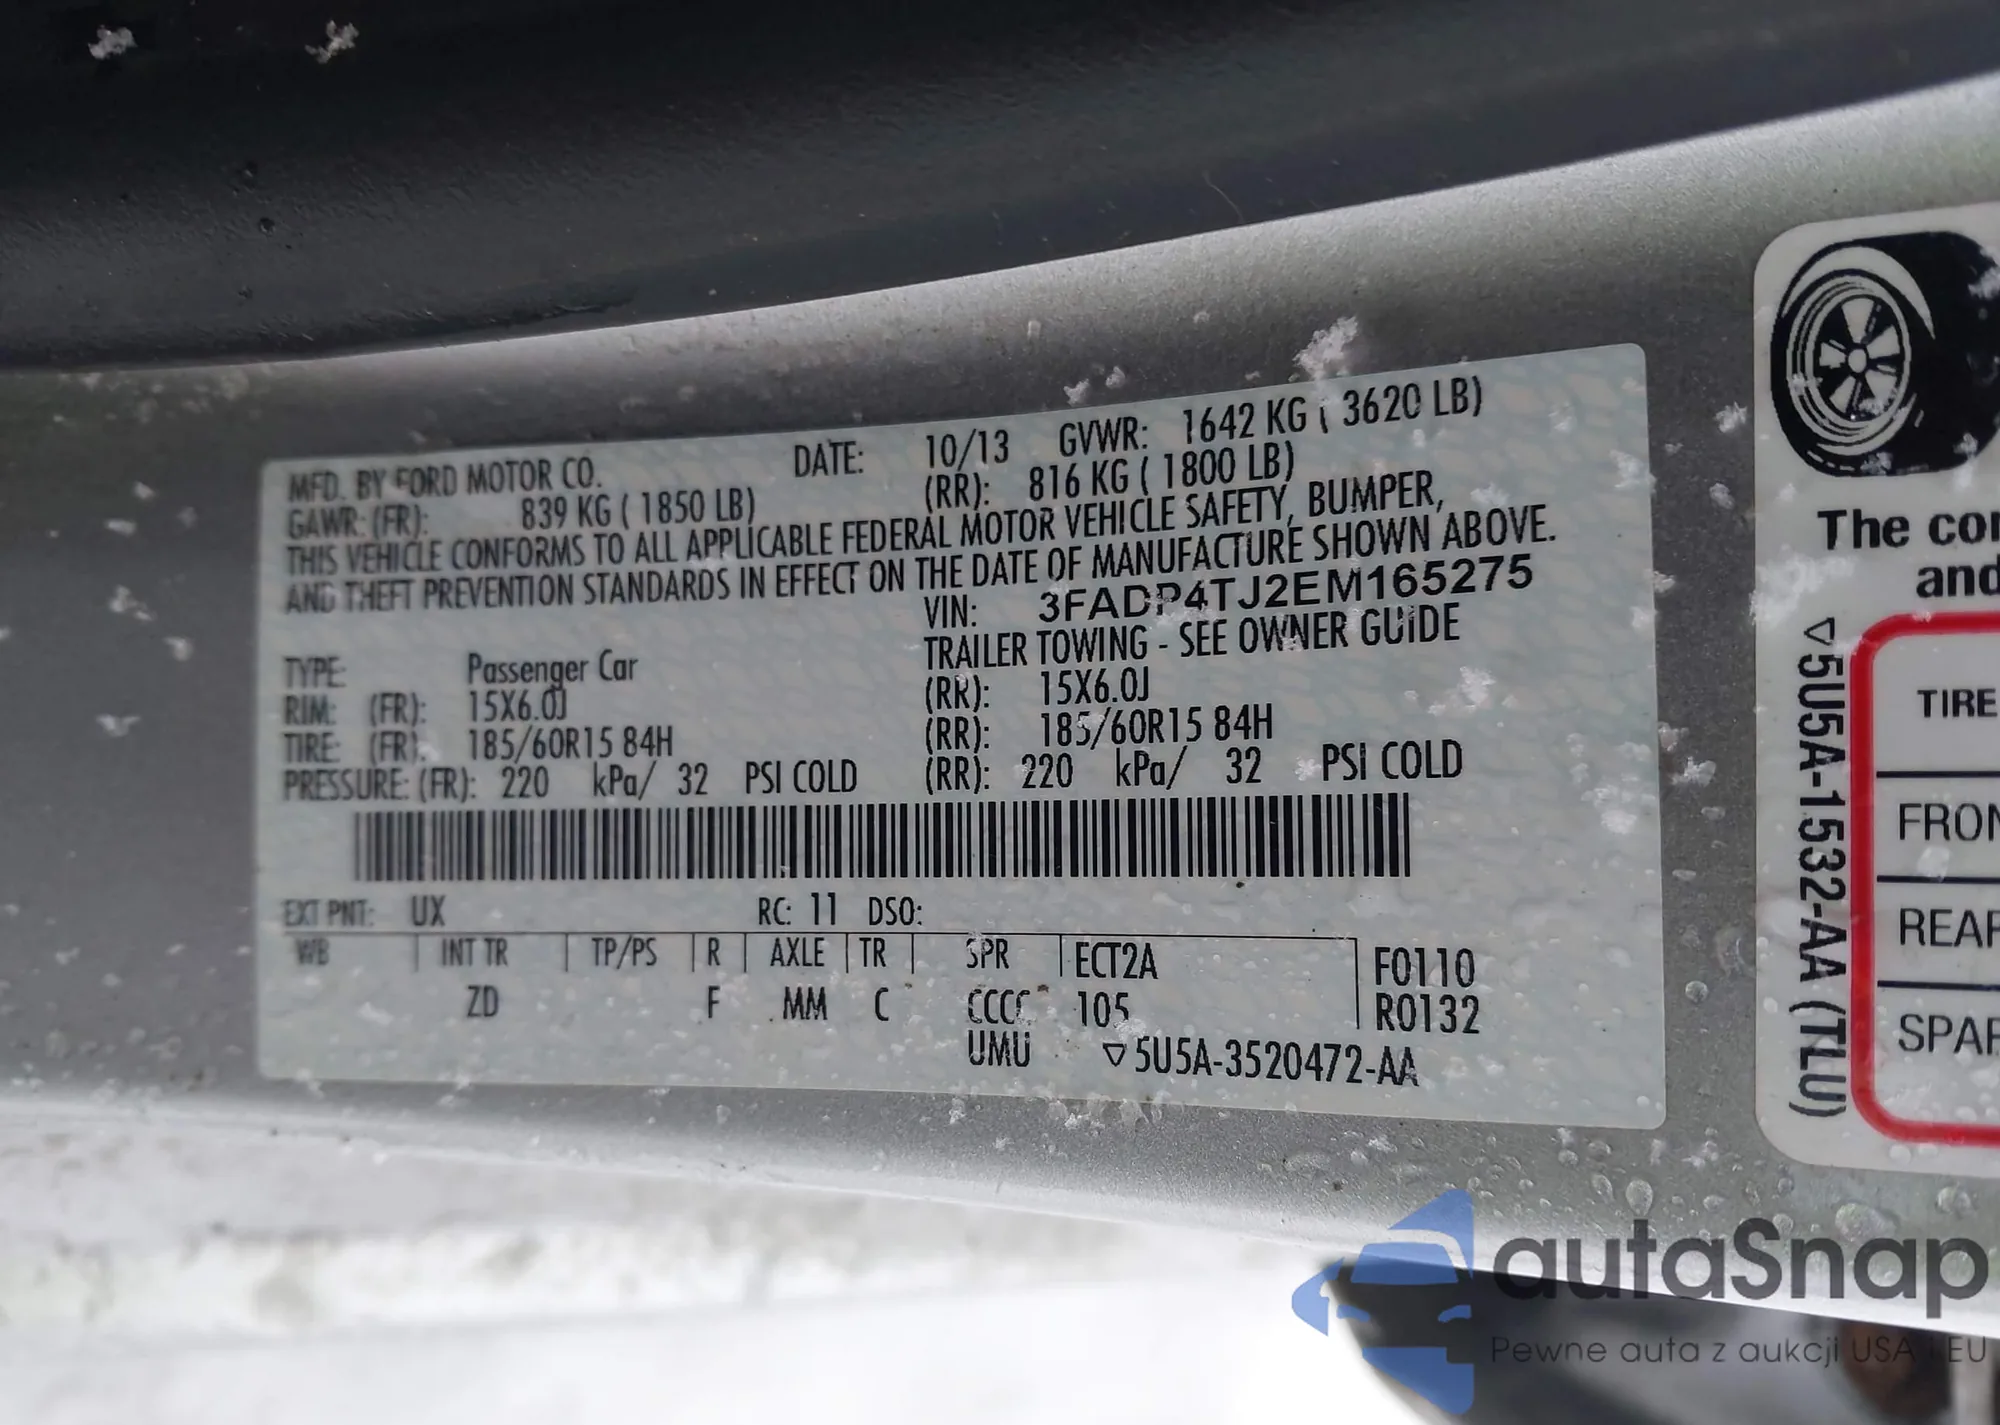 MFD. BY FORD MOTOR CO. DATE: 10/13 GVWR: 1642 KG ( 3620 LB)
GAWR: (FR): 839 KG ( 1850 LB) (RR): 816 KG ( 1800 LB)
THIS VEHICLE CONFORMS TO ALL APPLICABLE FEDERAL MOTOR VEHICLE SAFETY, BUMPER,
AND THEFT PREVENTION STANDARDS IN EFFECT ON THE DATE OF MANUFACTURE SHOWN ABOVE.
VIN: 3FADP4TJ2EM165275
TRAILER TOWING - SEE OWNER GUIDE
TYPE: Passenger Car
RIM: (FR): 15X6.0J (RR): 15X6.0J
TIRE: (FR): 185/60R15 84H (RR): 185/60R15 84H
PRESSURE: (FR): 220 kPa/ 32 PSI COLD (RR): 220 kPa/ 32 PSI COLD
EXT PNT: UX RC: 11 DSO:
WB INT TR TP/PS R AXLE TR SPR ECT2A F0110
ZD F MM C CCCC 105 R0132
UMU ▽5U5A-3520472-AA
The con
and
▽5U5A-1532-AA (TLU)
TIRE
FRON
REAR
SPAR
autaSnap
Pewne auta z aukcji USA i EU